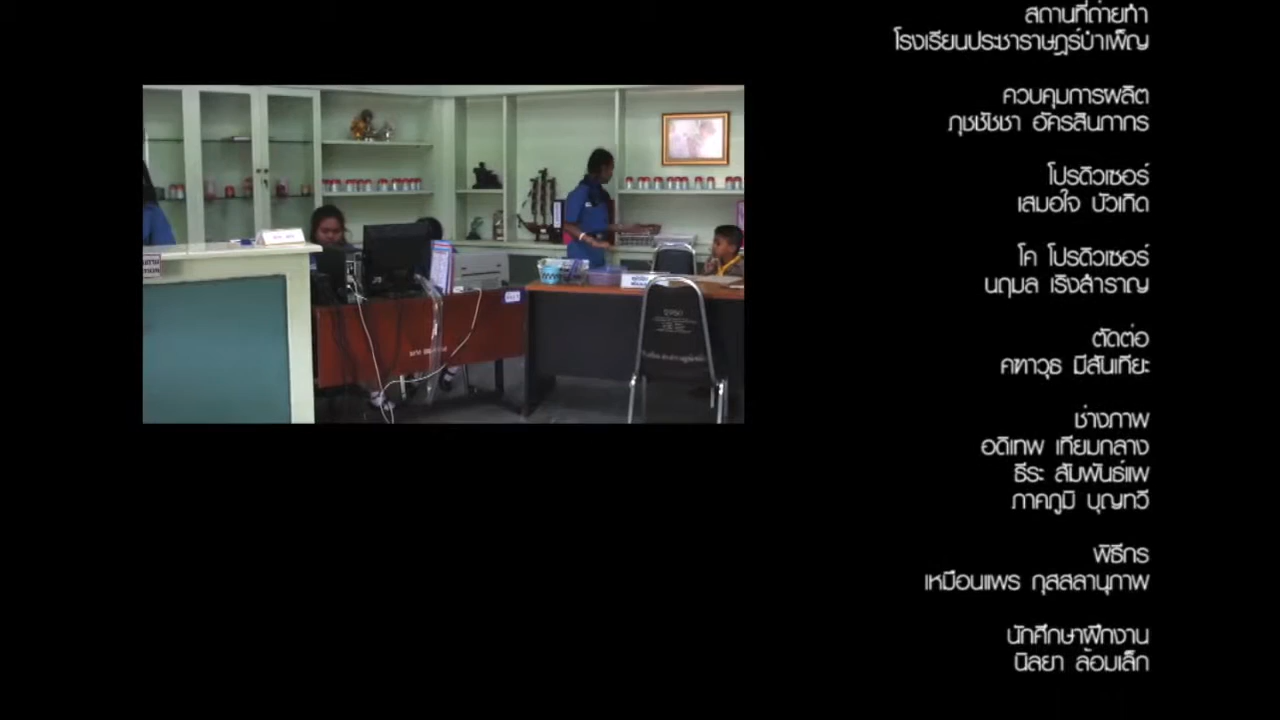 สถานที่ถ่ายทำ
โรงเรียนประชาราษฎร์บำเพ็ญ
ควบคุมการผลิต
ภุชชัชชา อัครสินภากร
โปรดิวเซอร์
เสมอใจ บัวเกิด
โค โปรดิวเซอร์
นฤมล เริงสำราญ
ตัดต่อ
คฑาวุธ มีสันเทียะ
ช่างภาพ
อดิเทพ เทียมกลาง
ธีระ สัมพันธ์แพ
ภาคภูมิ บุญทวี
พิธีกร
เหมือนแพร กุสสลานุภาพ
นักศึกษาฝึกงาน
นิลยา ล้อมเล็ก